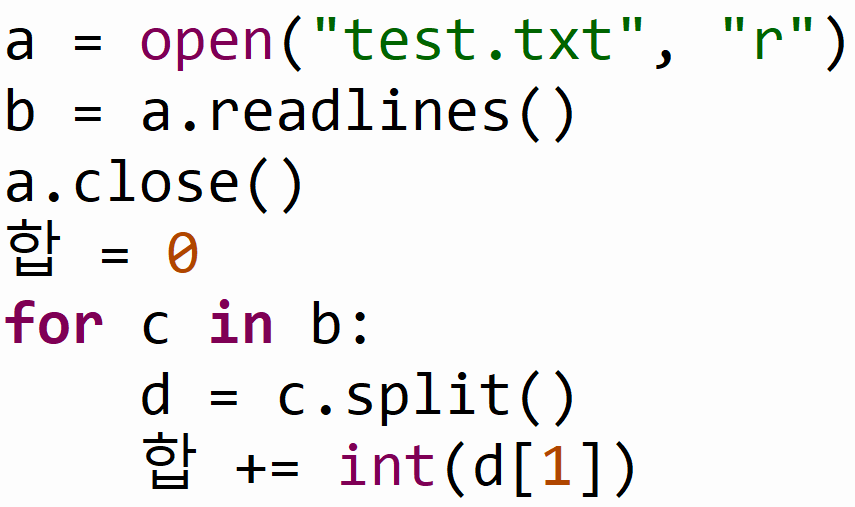 a = open("test.txt", "r")
b = a.readlines()
a.close()
합 = 0
for c in b:
    d = c.split()
    합 += int(d[1])